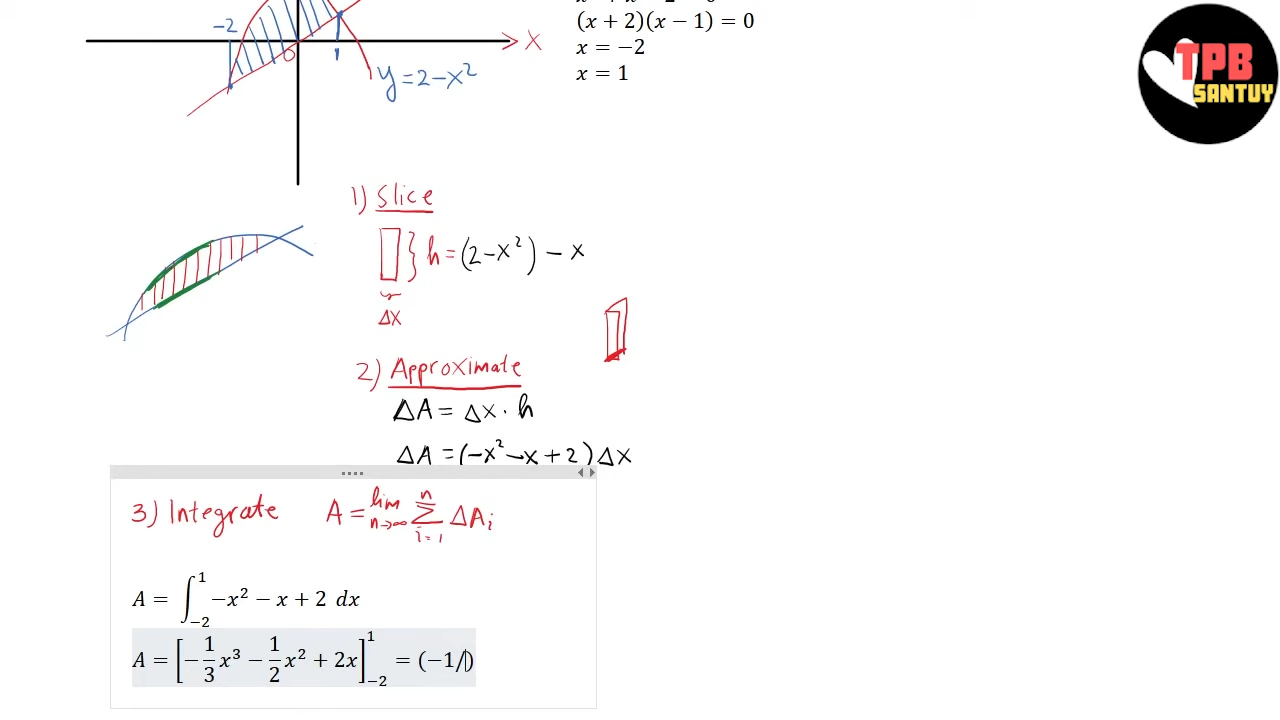 (x + 2)(x − 1) = 0
x = −2
x = 1
TPB
SANTUY
-2
0
1
X
y = 2 - x²
1) Slice
} h = (2-x²) - x
ΔX
2) Approximate
ΔA = Δx · h
ΔA = (-x² - x + 2) Δx
3) Integrate A = lim n→∞ Σ i=1 n ΔAᵢ
A = ∫₋₂¹ −x² − x + 2 dx
A = [−1/3 x³ − 1/2 x² + 2x]₋₂¹ = (−1/)